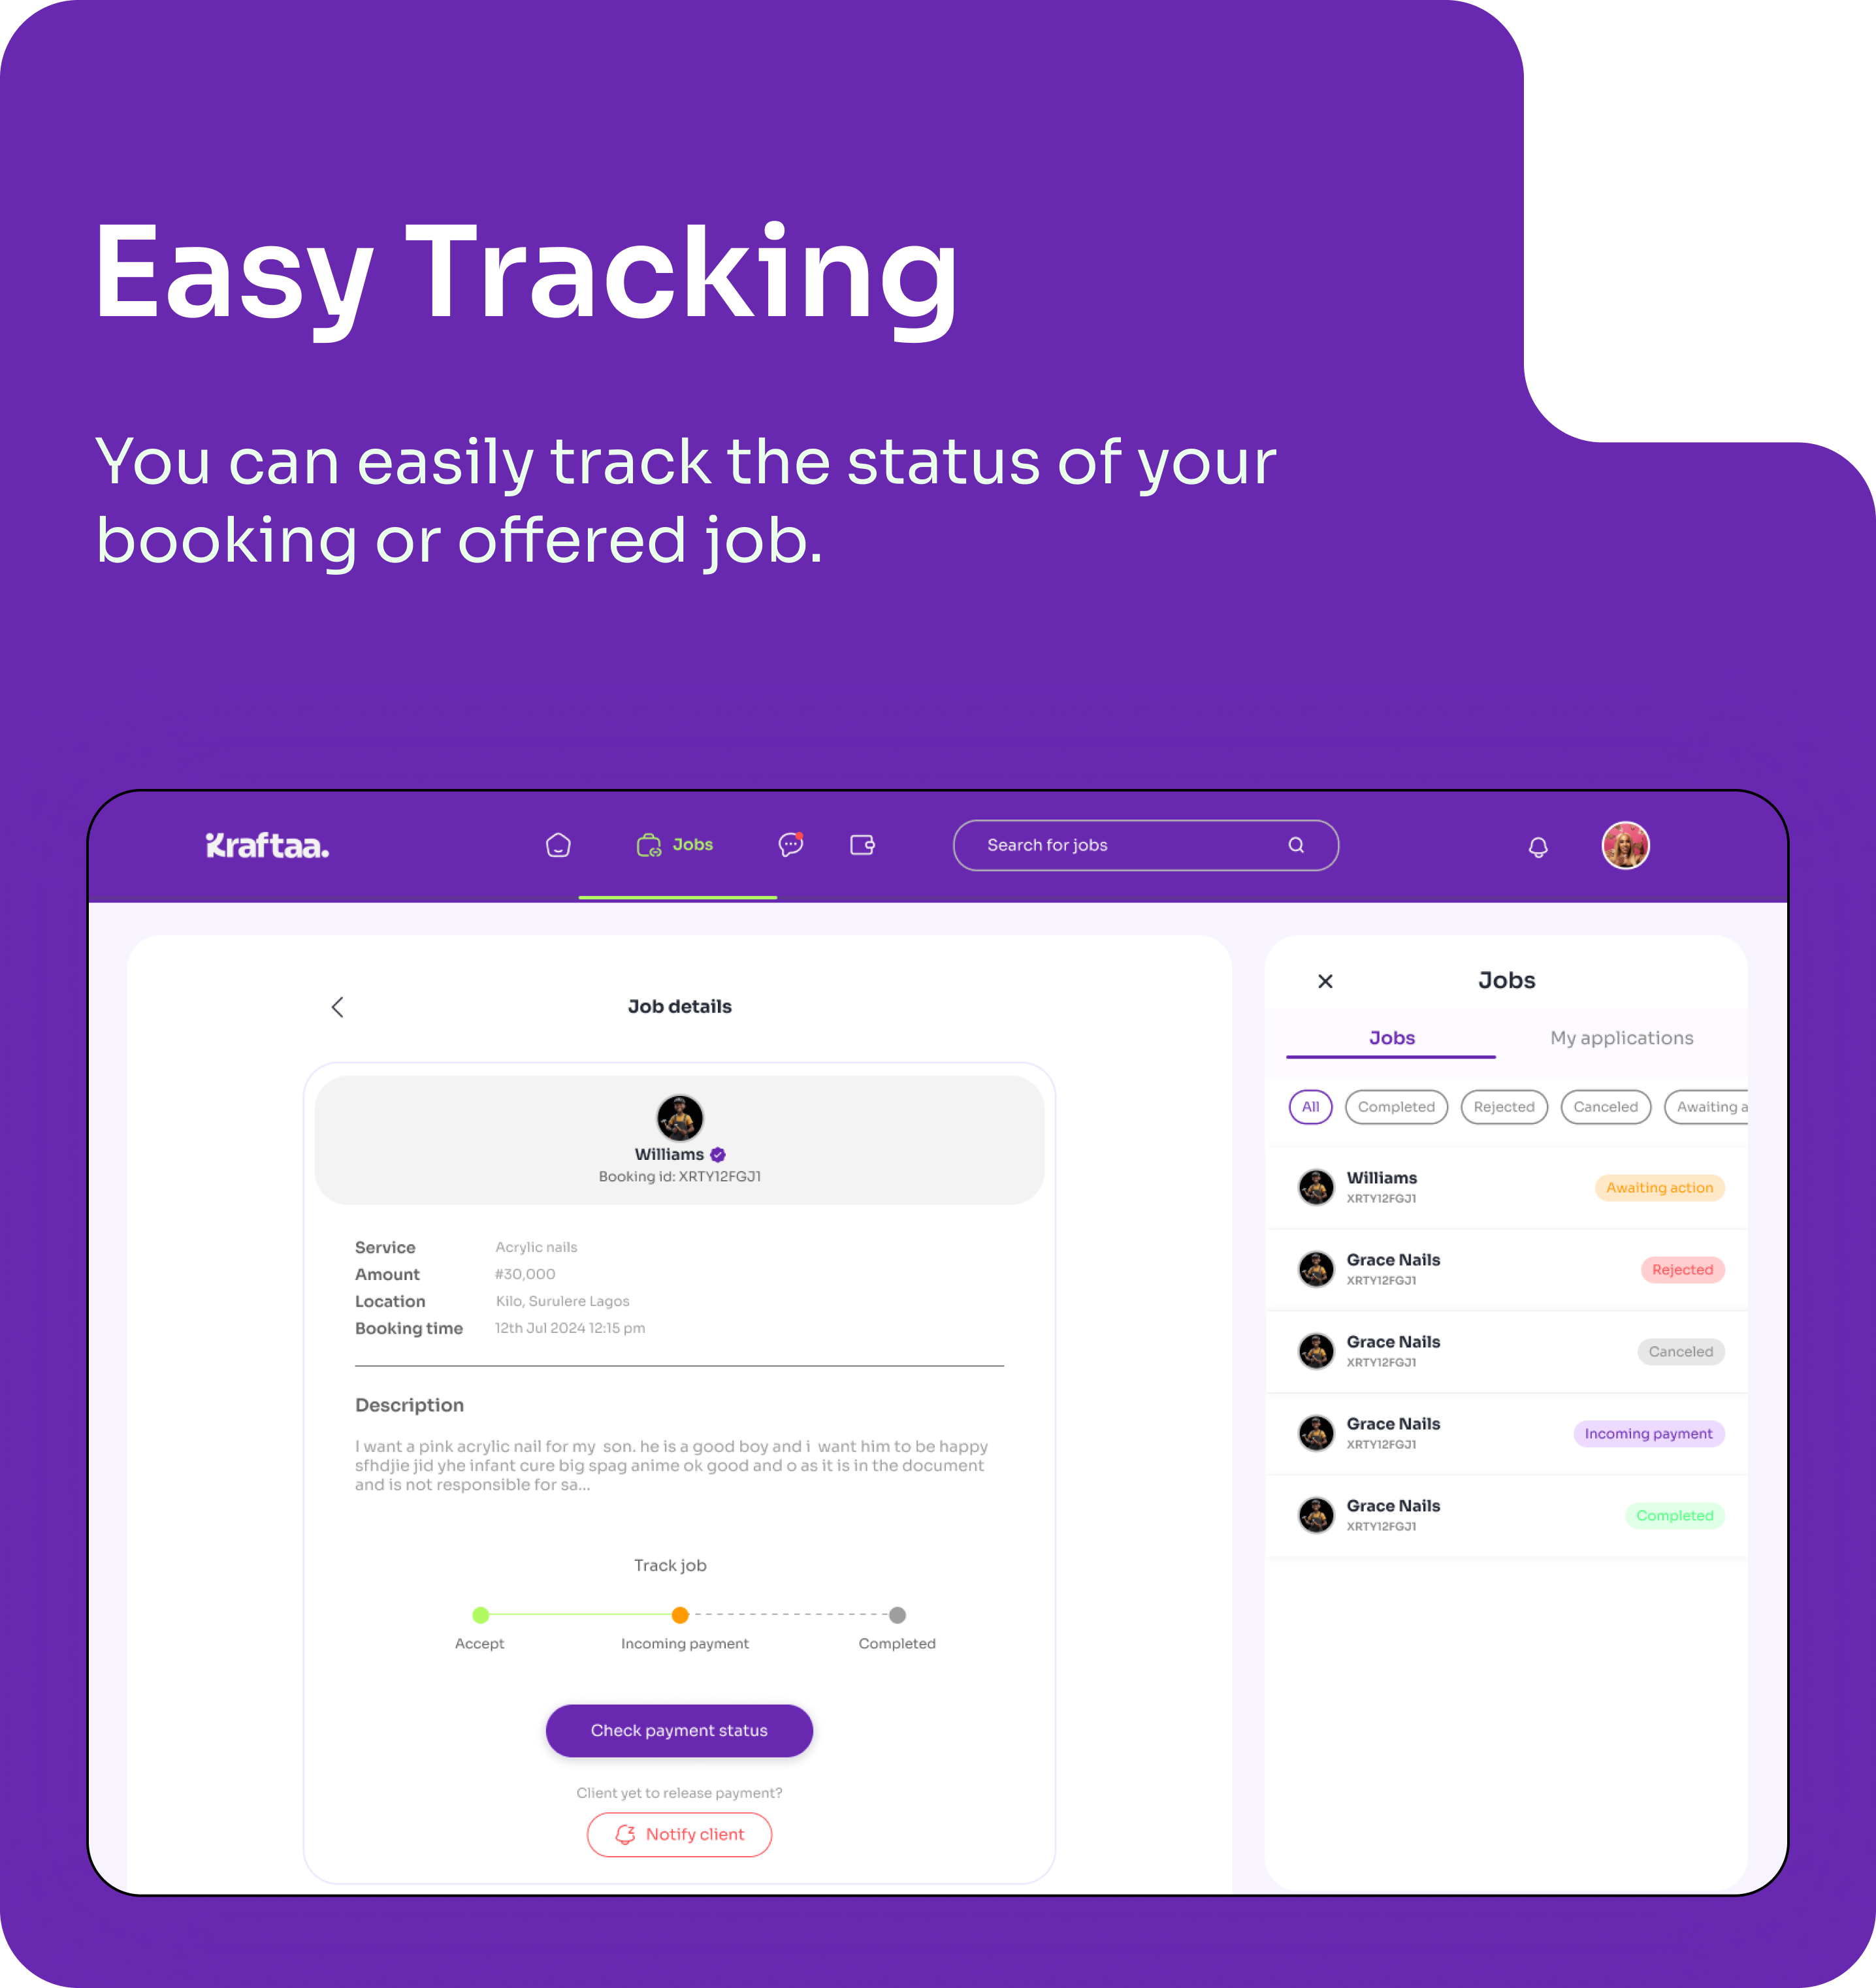 Easy Tracking
You can easily track the status of your
booking or offered job.
Kraftaa.
Jobs
Search for jobs
Job details
Williams
Booking id: XRTY12FGJ1
Service Acrylic nails
Amount #30,000
Location Kilo, Surulere Lagos
Booking time 12th Jul 2024 12:15 pm
Description
I want a pink acrylic nail for my son. he is a good boy and i want him to be happy
sfhdjie jid yhe infant cure big spag anime ok good and o as it is in the document
and is not responsible for sa...
Track job
Accept Incoming payment Completed
Check payment status
Client yet to release payment?
Notify client
Jobs
Jobs My applications
All Completed Rejected Canceled Awaiting a
Williams
XRTY12FGJ1
Awaiting action
Grace Nails
XRTY12FGJ1
Rejected
Grace Nails
XRTY12FGJ1
Canceled
Grace Nails
XRTY12FGJ1
Incoming payment
Grace Nails
XRTY12FGJ1
Completed